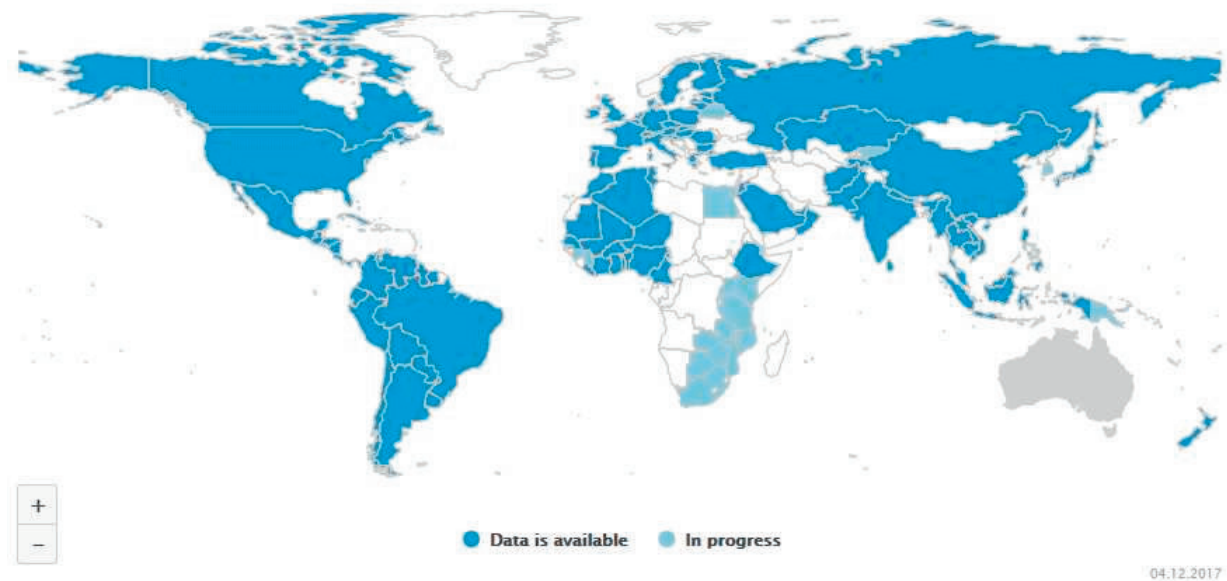 +
−
Data is available
In progress
04.12.2017